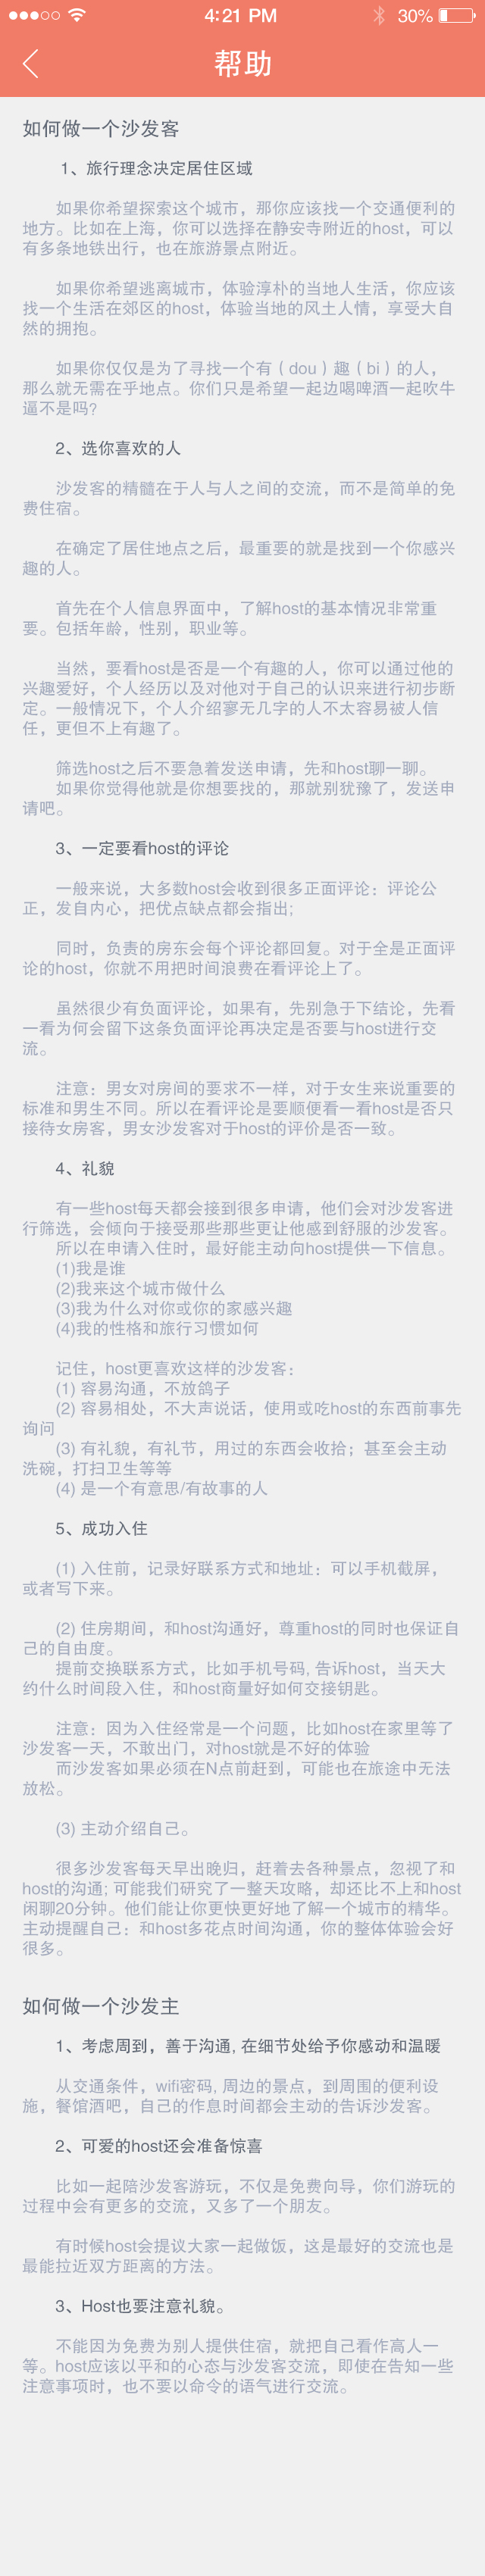 4:21 PM
30%
帮助
如何做一个沙发客
1、旅行理念决定居住区域
如果你希望探索这个城市，那你应该找一个交通便利的
地方。比如在上海，你可以选择在静安寺附近的host，可以
有多条地铁出行，也在旅游景点附近。
如果你希望逃离城市，体验淳朴的当地人生活，你应该
找一个生活在郊区的host，体验当地的风土人情，享受大自
然的拥抱。
如果你仅仅是为了寻找一个有（dou）趣（bi）的人，
那么就无需在乎地点。你们只是希望一起边喝啤酒一起吹牛
逼不是吗？
2、选你喜欢的人
沙发客的精髓在于人与人之间的交流，而不是简单的免
费住宿。
在确定了居住地点之后，最重要的就是找到一个你感兴
趣的人。
首先在个人信息界面中，了解host的基本情况非常重
要。包括年龄，性别，职业等。
当然，要看host是否是一个有趣的人，你可以通过他的
兴趣爱好，个人经历以及对他对于自己的认识来进行初步断
定。一般情况下，个人介绍寥无几字的人不太容易被人信
任，更但不上有趣了。
筛选host之后不要急着发送申请，先和host聊一聊。
如果你觉得他就是你想要找的，那就别犹豫了，发送申
请吧。
3、一定要看host的评论
一般来说，大多数host会收到很多正面评论：评论公
正，发自内心，把优点缺点都会指出;
同时，负责的房东会每个评论都回复。对于全是正面评
论的host，你就不用把时间浪费在看评论上了。
虽然很少有负面评论，如果有，先别急于下结论，先看
一看为何会留下这条负面评论再决定是否要与host进行交
流。
注意：男女对房间的要求不一样，对于女生来说重要的
标准和男生不同。所以在看评论是要顺便看一看host是否只
接待女房客，男女沙发客对于host的评价是否一致。
4、礼貌
有一些host每天都会接到很多申请，他们会对沙发客进
行筛选，会倾向于接受那些那些更让他感到舒服的沙发客。
所以在申请入住时，最好能主动向host提供一下信息。
(1)我是谁
(2)我来这个城市做什么
(3)我为什么对你或你的家感兴趣
(4)我的性格和旅行习惯如何
记住，host更喜欢这样的沙发客：
(1) 容易沟通，不放鸽子
(2) 容易相处，不大声说话，使用或吃host的东西前事先
询问
(3) 有礼貌，有礼节，用过的东西会收拾；甚至会主动
洗碗，打扫卫生等等
(4) 是一个有意思/有故事的人
5、成功入住
(1) 入住前，记录好联系方式和地址：可以手机截屏，
或者写下来。
(2) 住房期间，和host沟通好，尊重host的同时也保证自
己的自由度。
提前交换联系方式，比如手机号码, 告诉host，当天大
约什么时间段入住，和host商量好如何交接钥匙。
注意：因为入住经常是一个问题，比如host在家里等了
沙发客一天，不敢出门，对host就是不好的体验
而沙发客如果必须在N点前赶到，可能也在旅途中无法
放松。
(3) 主动介绍自己。
很多沙发客每天早出晚归，赶着去各种景点，忽视了和
host的沟通; 可能我们研究了一整天攻略，却还比不上和host
闲聊20分钟。他们能让你更快更好地了解一个城市的精华。
主动提醒自己：和host多花点时间沟通，你的整体体验会好
很多。
如何做一个沙发主
1、考虑周到，善于沟通, 在细节处给予你感动和温暖
从交通条件，wifi密码, 周边的景点，到周围的便利设
施，餐馆酒吧，自己的作息时间都会主动的告诉沙发客。
2、可爱的host还会准备惊喜
比如一起陪沙发客游玩，不仅是免费向导，你们游玩的
过程中会有更多的交流，又多了一个朋友。
有时候host会提议大家一起做饭，这是最好的交流也是
最能拉近双方距离的方法。
3、Host也要注意礼貌。
不能因为免费为别人提供住宿，就把自己看作高人一
等。host应该以平和的心态与沙发客交流，即使在告知一些
注意事项时，也不要以命令的语气进行交流。